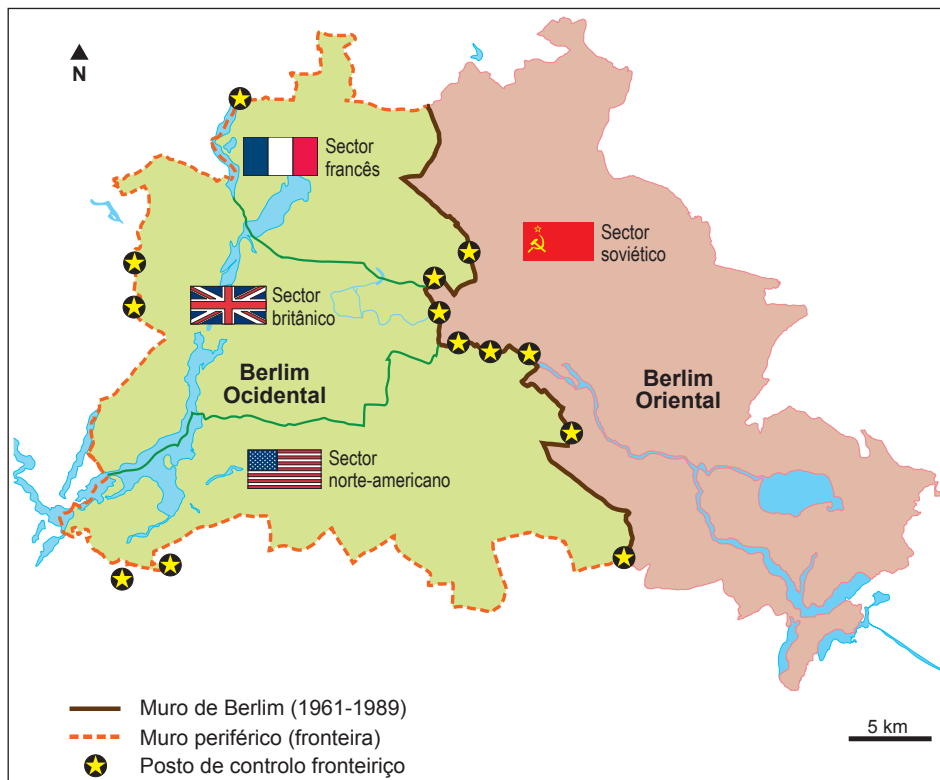 N
Sector
francês
Sector
soviético
Sector
britânico
Berlim
Ocidental
Berlim
Oriental
Sector
norte-americano
Muro de Berlim (1961-1989)
Muro periférico (fronteira)
Posto de controlo fronteiriço
5 km